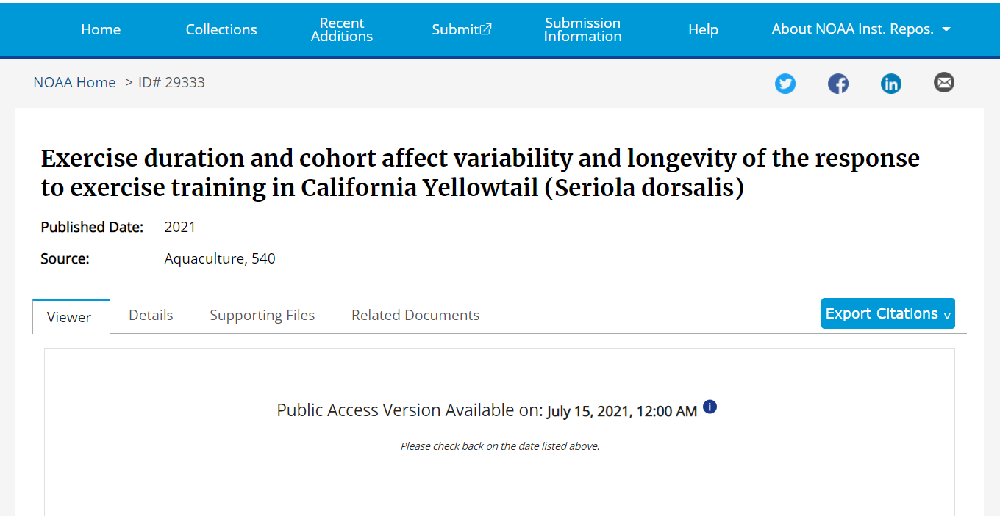 Home
Collections
Recent
Additions
Submit
Submission
Information
Help
About NOAA Inst. Repos.
NOAA Home > ID# 29333
Exercise duration and cohort affect variability and longevity of the response
to exercise training in California Yellowtail (Seriola dorsalis)
Published Date: 2021
Source: Aquaculture, 540
Viewer
Details
Supporting Files
Related Documents
Export Citations v
Public Access Version Available on: July 15, 2021, 12:00 AM
Please check back on the date listed above.